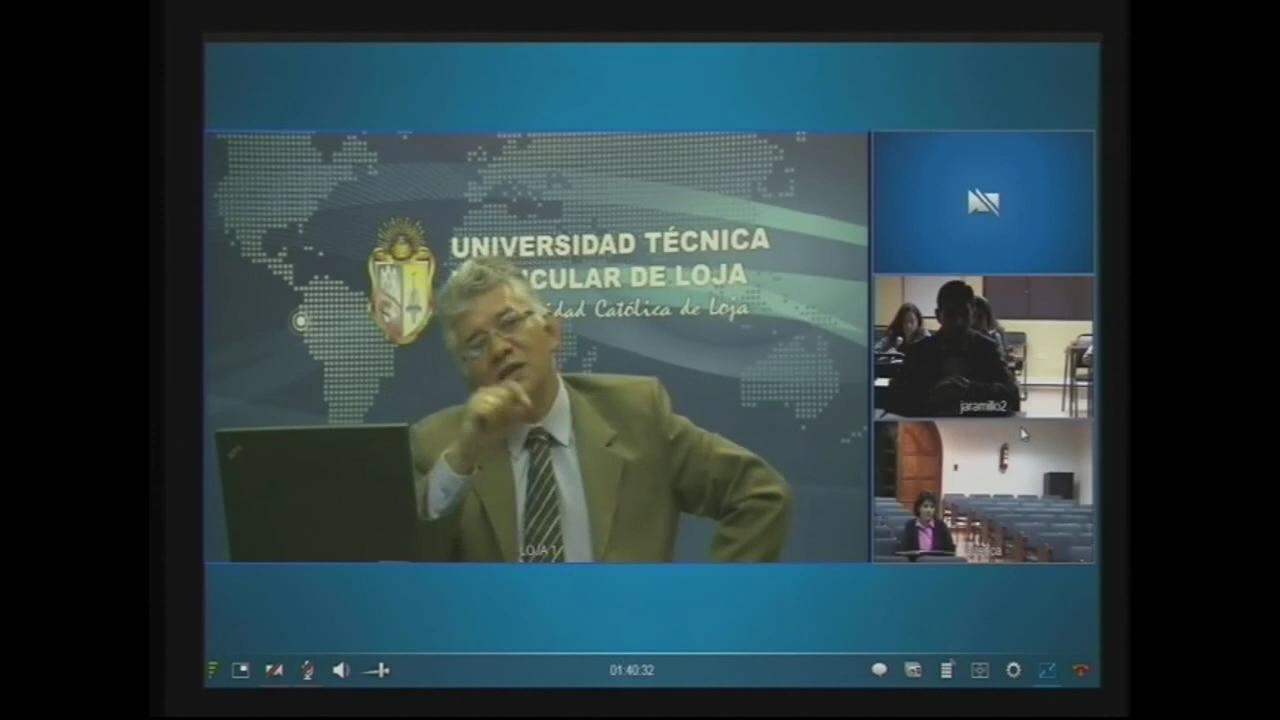 UNIVERSIDAD TÉCNICA
CULAR DE LOJA
dad Católica de Loja
LOJA 1
jaramillo2
01:40:32